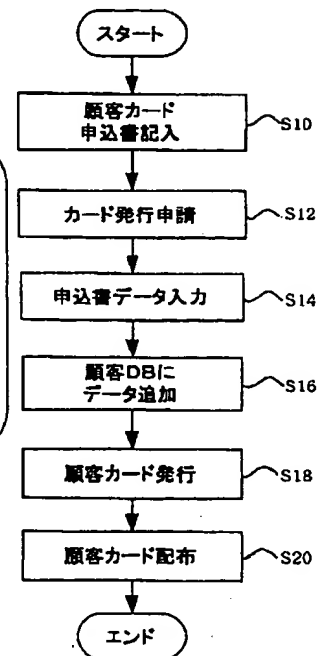 スタート
顧客カード
申込書記入
S10
カード発行申請
S12
申込書データ入力
S14
顧客DBに
データ追加
S16
顧客カード発行
S18
顧客カード配布
S20
エンド